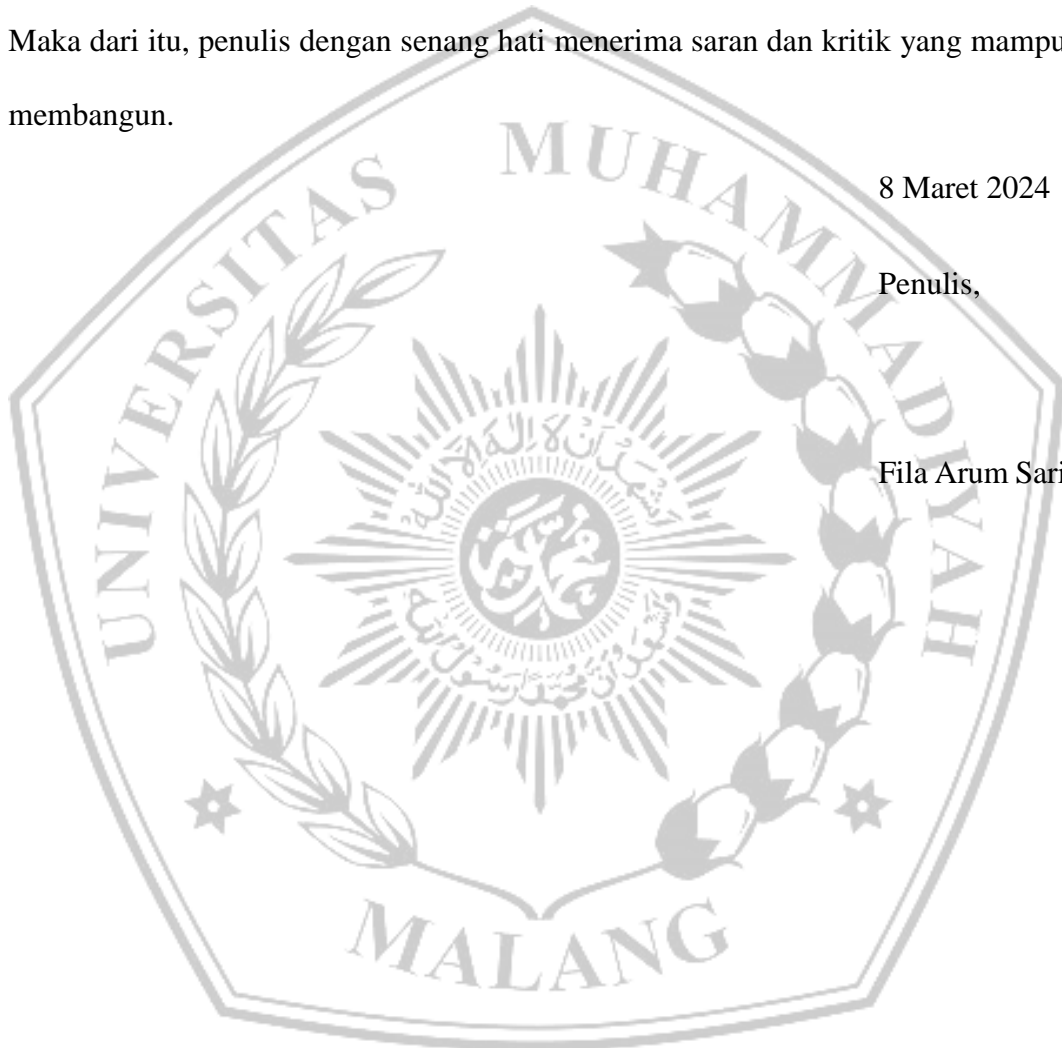 Maka dari itu, penulis dengan senang hati menerima saran dan kritik yang mampu
membangun.
8 Maret 2024
Penulis,
Fila Arum Sari
UNIVERSITAS MUHAMMADIYAH
MALANG